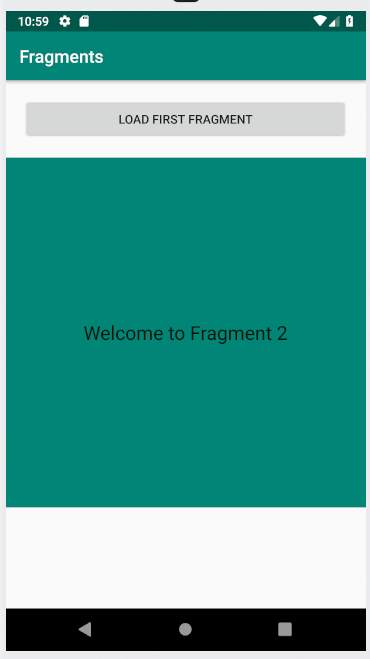 10:59
Fragments
LOAD FIRST FRAGMENT
Welcome to Fragment 2